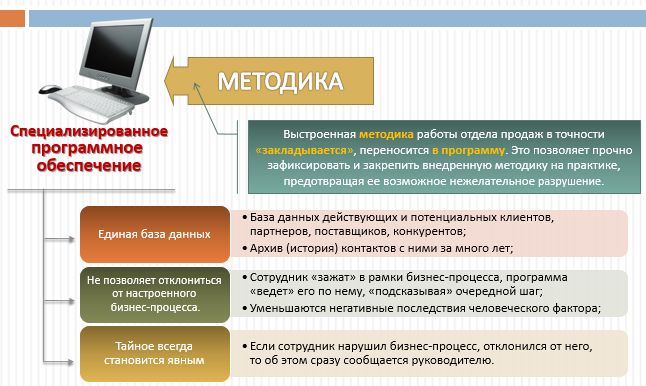 МЕТОДИКА
Специализированное
программное
обеспечение
Выстроенная методика работы отдела продаж в точности
«закладывается», переносится в программу. Это позволяет прочно
зафиксировать и закрепить внедренную методику на практике,
предотвращая ее возможное нежелательное разрушение.
Единая база данных
• База данных действующих и потенциальных клиентов,
партнеров, поставщиков, конкурентов;
• Архив (история) контактов с ними за много лет;
Не позволяет отклониться
от настроенного
бизнес-процесса.
• Сотрудник «зажат» в рамки бизнес-процесса, программа
«ведет» его по нему, «подсказывая» очередной шаг;
• Уменьшаются негативные последствия человеческого фактора;
Тайное всегда
становится явным
• Если сотрудник нарушил бизнес-процесс, отклонился от него,
то об этом сразу сообщается руководителю.